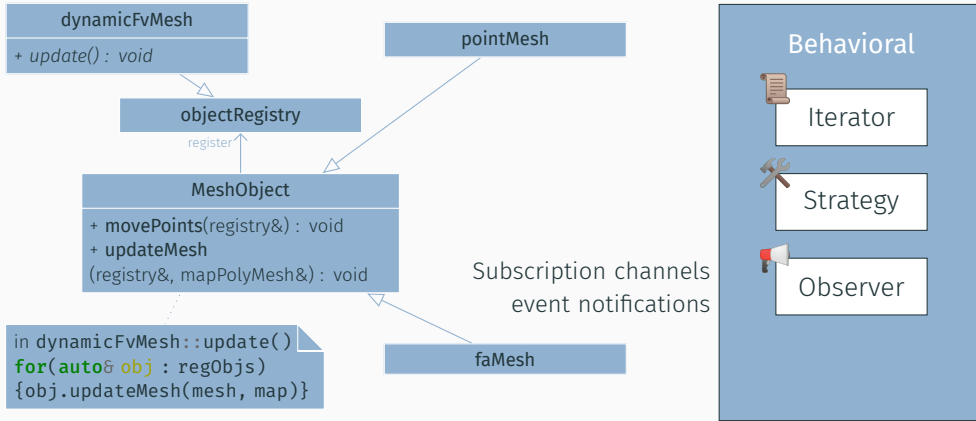 dynamicFvMesh
+ update() : void
pointMesh
objectRegistry
register
MeshObject
+ movePoints(registry&) : void
+ updateMesh
(registry&, mapPolyMesh&) : void
in dynamicFvMesh::update()
for(auto& obj : regObjs)
{obj.updateMesh(mesh, map)}
faMesh
Subscription channels
event notifications
Behavioral
Iterator
Strategy
Observer